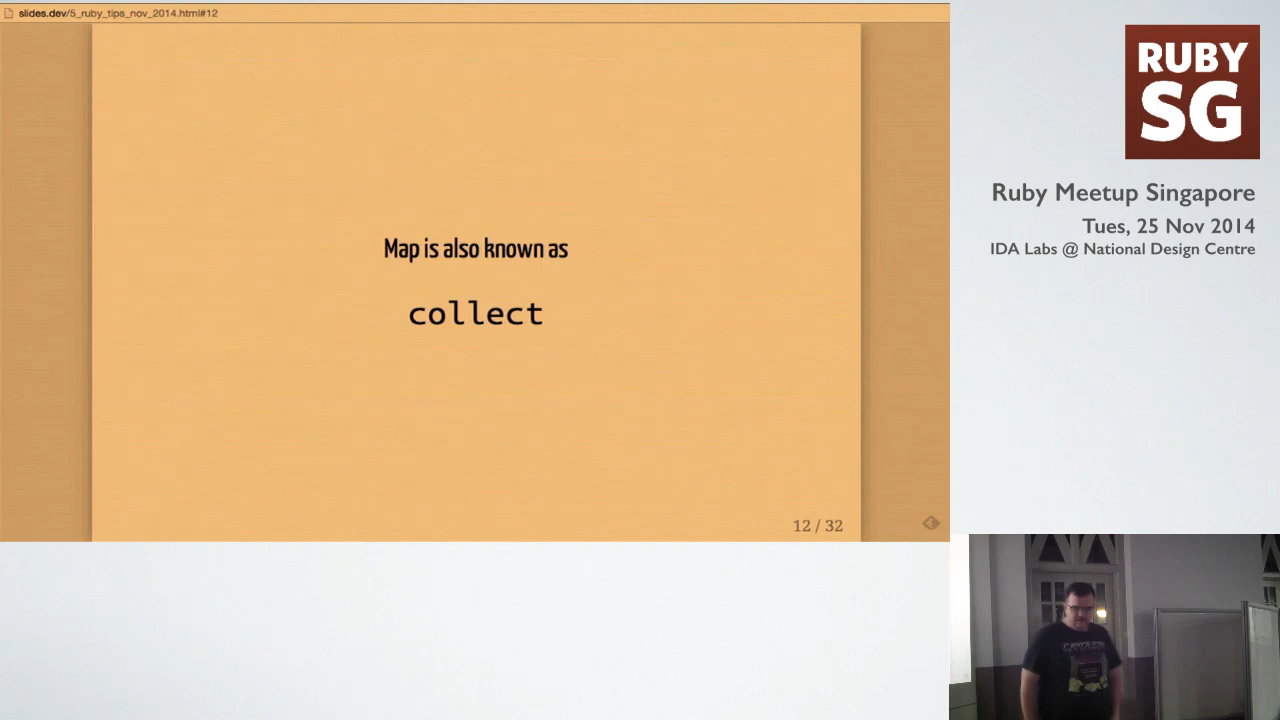 slides.dev/5_ruby_tips_nov_2014.html#12
Map is also known as
collect
12 / 32
RUBY
SG
Ruby Meetup Singapore
Tues, 25 Nov 2014
IDA Labs @ National Design Centre